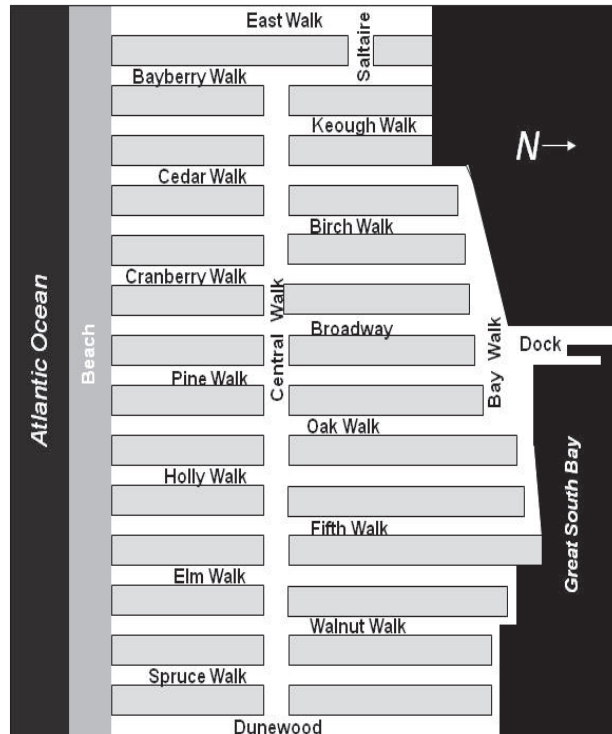 East Walk
Saltaire
Bayberry Walk
Keough Walk
N
Cedar Walk
Birch Walk
Cranberry Walk
Central Walk
Broadway
Bay Walk
Dock
Atlantic Ocean
Beach
Pine Walk
Oak Walk
Holly Walk
Fifth Walk
Great South Bay
Elm Walk
Walnut Walk
Spruce Walk
Dunewood